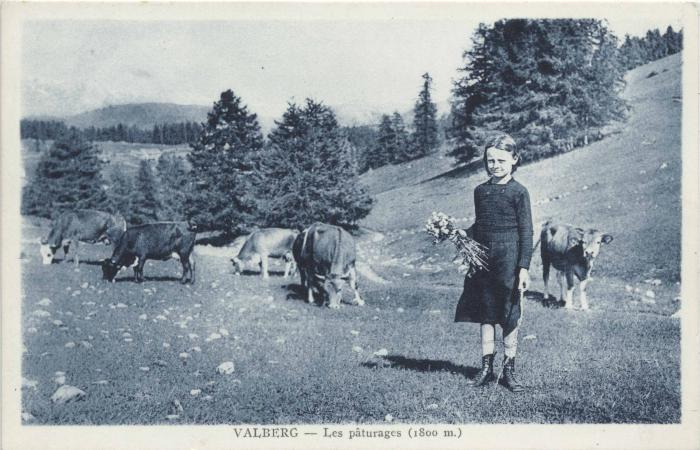 VALBERG — Les pâturages (1800 m.)